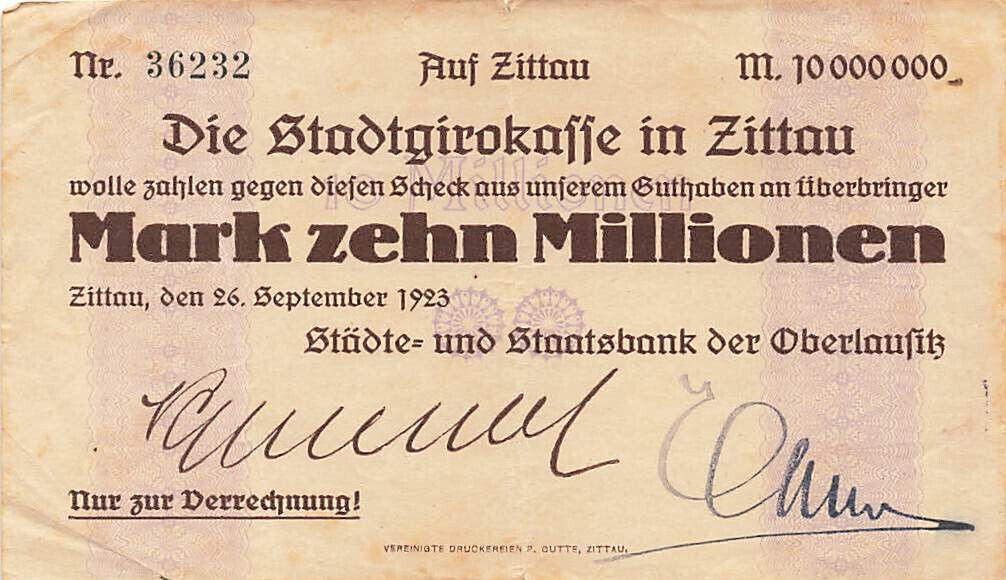 Nr. 36232 Auf Zittau M. 10000000
Die Stadtgirokasse in Zittau
wolle zahlen gegen diesen Scheck aus unserem Guthaben an Überbringer
10 Millionen
Mark zehn Millionen
Zittau, den 26. September 1923
Städte- und Staatsbank der Oberlausitz
Nur zur Verrechnung!
VEREINIGTE DRUCKEREIEN P. GUTTE, ZITTAU.